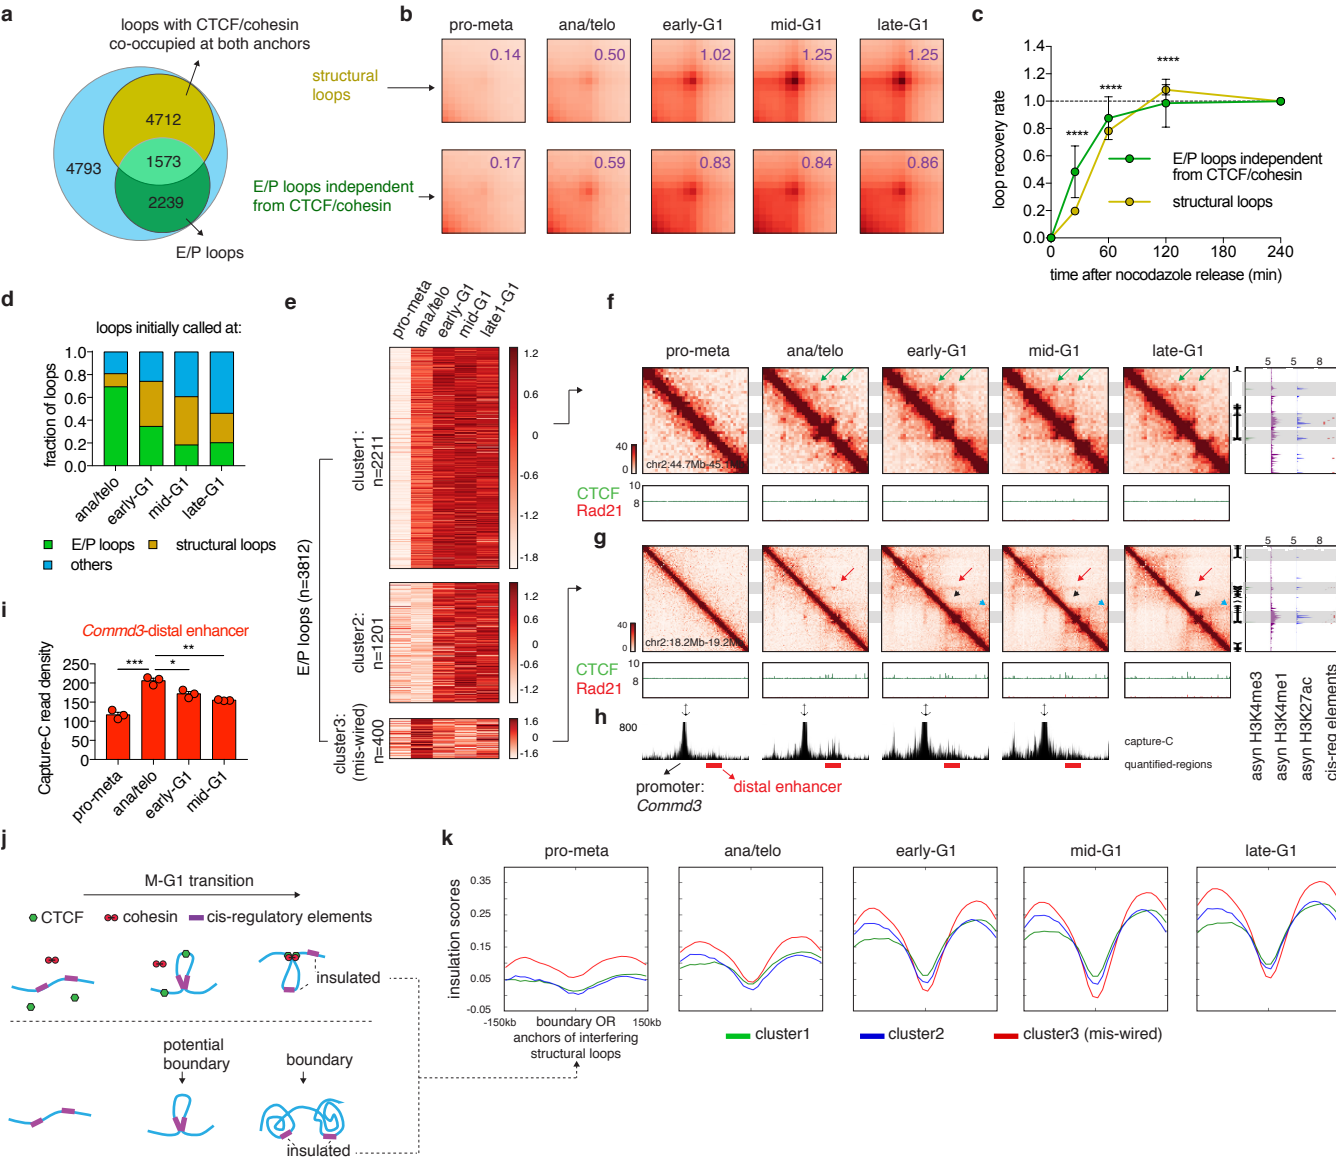 a
loops with CTCF/cohesin
co-occupied at both anchors
4712
4793
1573
2239
E/P loops
b
pro-meta
ana/telo
early-G1
mid-G1
late-G1
structural
loops
0.14
0.50
1.02
1.25
1.25
E/P loops independent
from CTCF/cohesin
0.17
0.59
0.83
0.84
0.86
c
loop recovery rate
1.4
1.2
1.0
0.8
0.6
0.4
0.2
0.0
****
****
****
E/P loops independent
from CTCF/cohesin
structural loops
0
60
120
180
240
time after nocodazole release (min)
d
loops initially called at:
fraction of loops
1.0
0.8
0.6
0.4
0.2
0.0
ana/telo
early-G1
mid-G1
late-G1
E/P loops
structural loops
others
e
pro-meta
ana/telo
early-G1
mid-G1
late1-G1
E/P loops (n=3812)
cluster1:
n=2211
1.2
0.6
0
-0.6
-1.2
-1.8
cluster2:
n=1201
1.2
0.6
0
-0.6
-1.2
-1.8
cluster3:
(mis-wired)
n=400
1.6
0
-1.6
f
pro-meta
ana/telo
early-G1
mid-G1
late-G1
5
5
8
40
0
chr2:44.7Mb-45.
CTCF
Rad21
10
8
g
5
5
8
40
0
chr2:18.2Mb-19.2M
CTCF
Rad21
10
8
h
800
capture-C
quantified-regions
promoter:
Commd3
distal enhancer
asyn H3K4me3
asyn H3K4me1
asyn H3K27ac
cis-reg elements
i
Commd3-distal enhancer
Capture-C read density
250
200
150
100
50
0
***
*
**
pro-meta
ana/telo
early-G1
mid-G1
j
M-G1 transition
CTCF
cohesin
cis-regulatory elements
insulated
potential
boundary
boundary
insulated
k
pro-meta
ana/telo
early-G1
mid-G1
late-G1
insulation scores
0.35
0.25
0.15
0.05
-0.05
-150kb
150kb
boundary OR
anchors of interfering
structural loops
cluster1
cluster2
cluster3 (mis-wired)